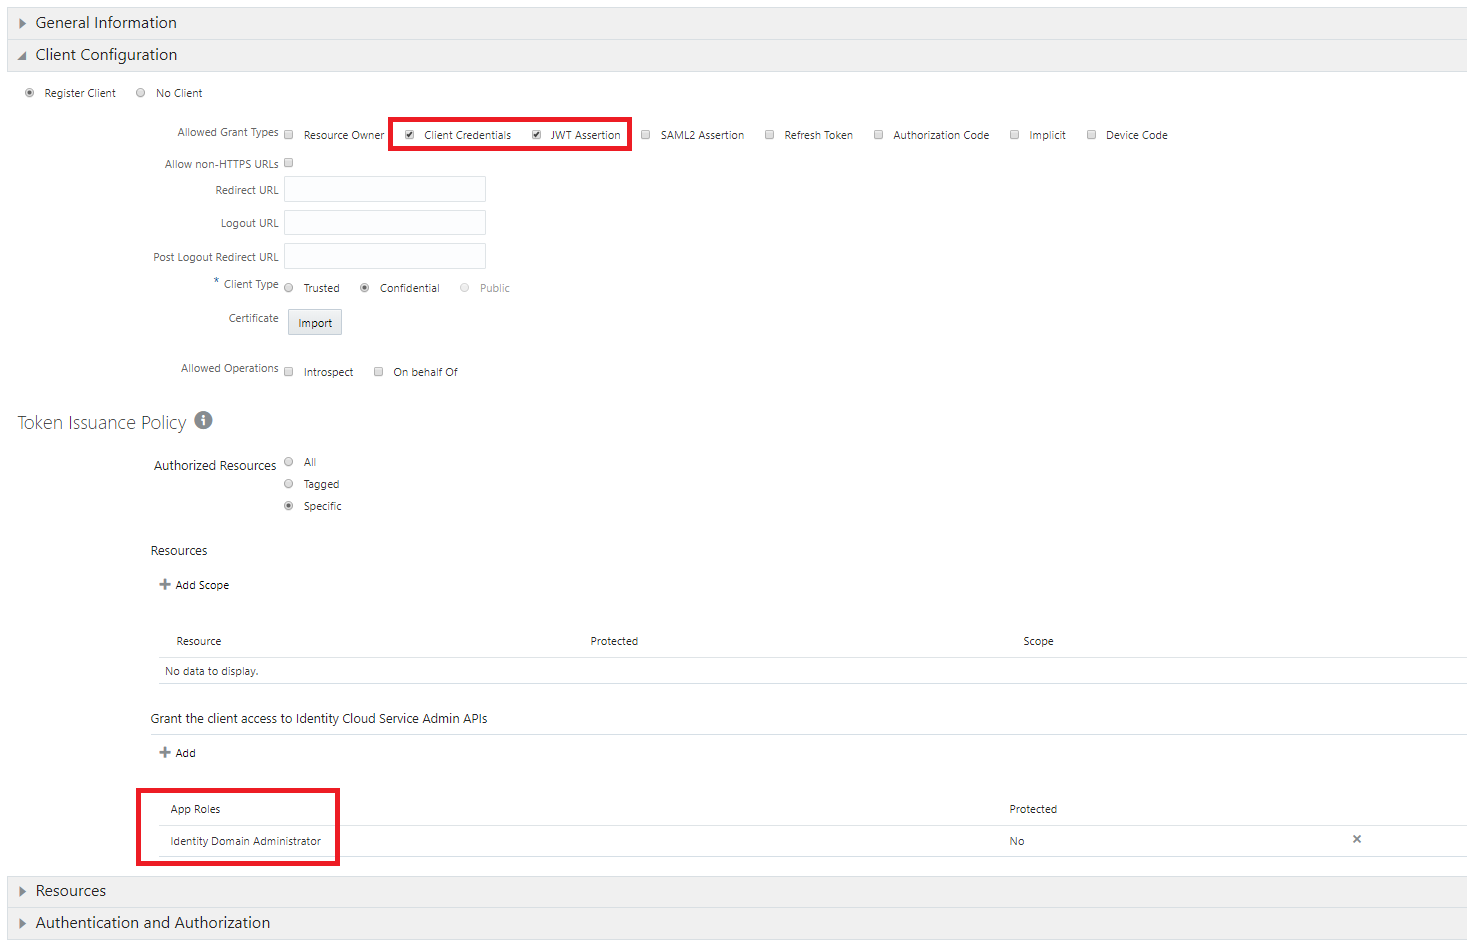 General Information
Client Configuration
Register Client No Client
Allowed Grant Types Resource Owner Client Credentials JWT Assertion SAML2 Assertion Refresh Token Authorization Code Implicit Device Code
Allow non-HTTPS URLs
Redirect URL
Logout URL
Post Logout Redirect URL
* Client Type Trusted Confidential Public
Certificate Import
Allowed Operations Introspect On behalf Of
Token Issuance Policy i
Authorized Resources All
Tagged
Specific
Resources
+ Add Scope
Resource Protected Scope
No data to display.
Grant the client access to Identity Cloud Service Admin APIs
+ Add
App Roles Protected
Identity Domain Administrator No ×
Resources
Authentication and Authorization